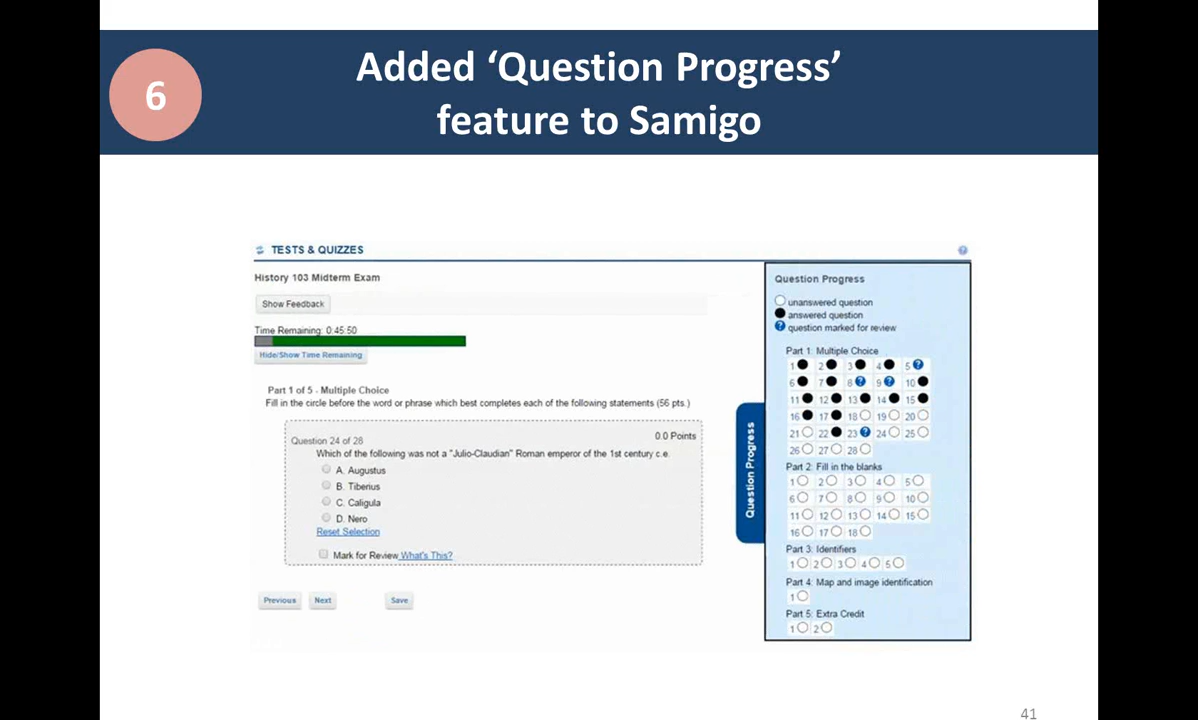 6
Added ‘Question Progress’
feature to Samigo
TESTS & QUIZZES
History 103 Midterm Exam
Show Feedback
Time Remaining: 0:45:50
Hide/Show Time Remaining
Part 1 of 5 - Multiple Choice
Fill in the circle before the word or phrase which best completes each of the following statements (56 pts.)
Question 24 of 28
0.0 Points
Which of the following was not a "Julio-Claudian" Roman emperor of the 1st century c.e.
A. Augustus
B. Tiberius
C. Caligula
D. Nero
Reset Selection
Mark for Review What's This?
Previous Next Save
Question Progress
?
Question Progress
unanswered question
answered question
? question marked for review
Part 1: Multiple Choice
1 2 3 4 5 ?
6 7 8 ? 9 ? 10
11 12 13 14 15
16 17 18 19 20
21 22 23 ? 24 25
26 27 28
Part 2: Fill in the blanks
1 2 3 4 5
6 7 8 9 10
11 12 13 14 15
16 17 18
Part 3: Identifiers
1 2 3 4 5
Part 4: Map and image identification
1
Part 5: Extra Credit
1 2
41